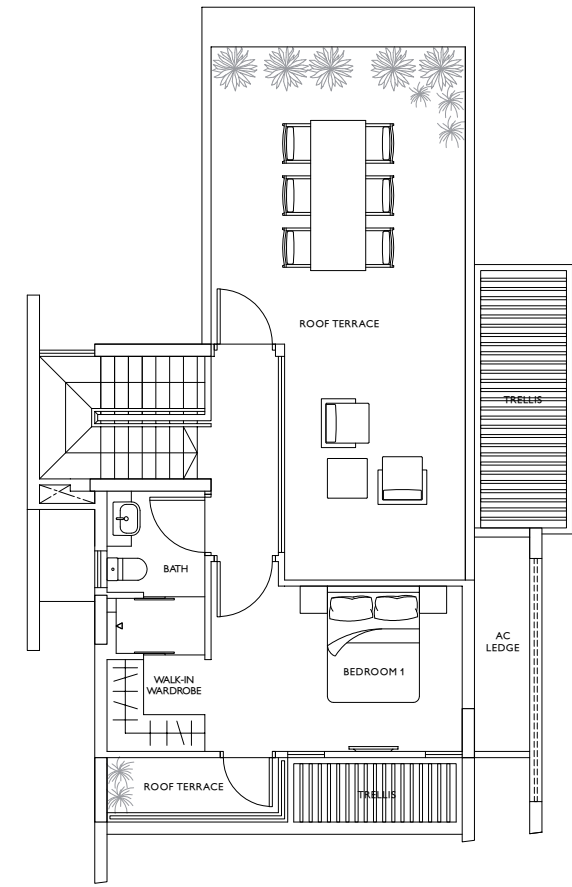 ROOF TERRACE
TRELLIS
BATH
AC
LEDGE
BEDROOM 1
WALK-IN
WARDROBE
ROOF TERRACE
TRELLIS